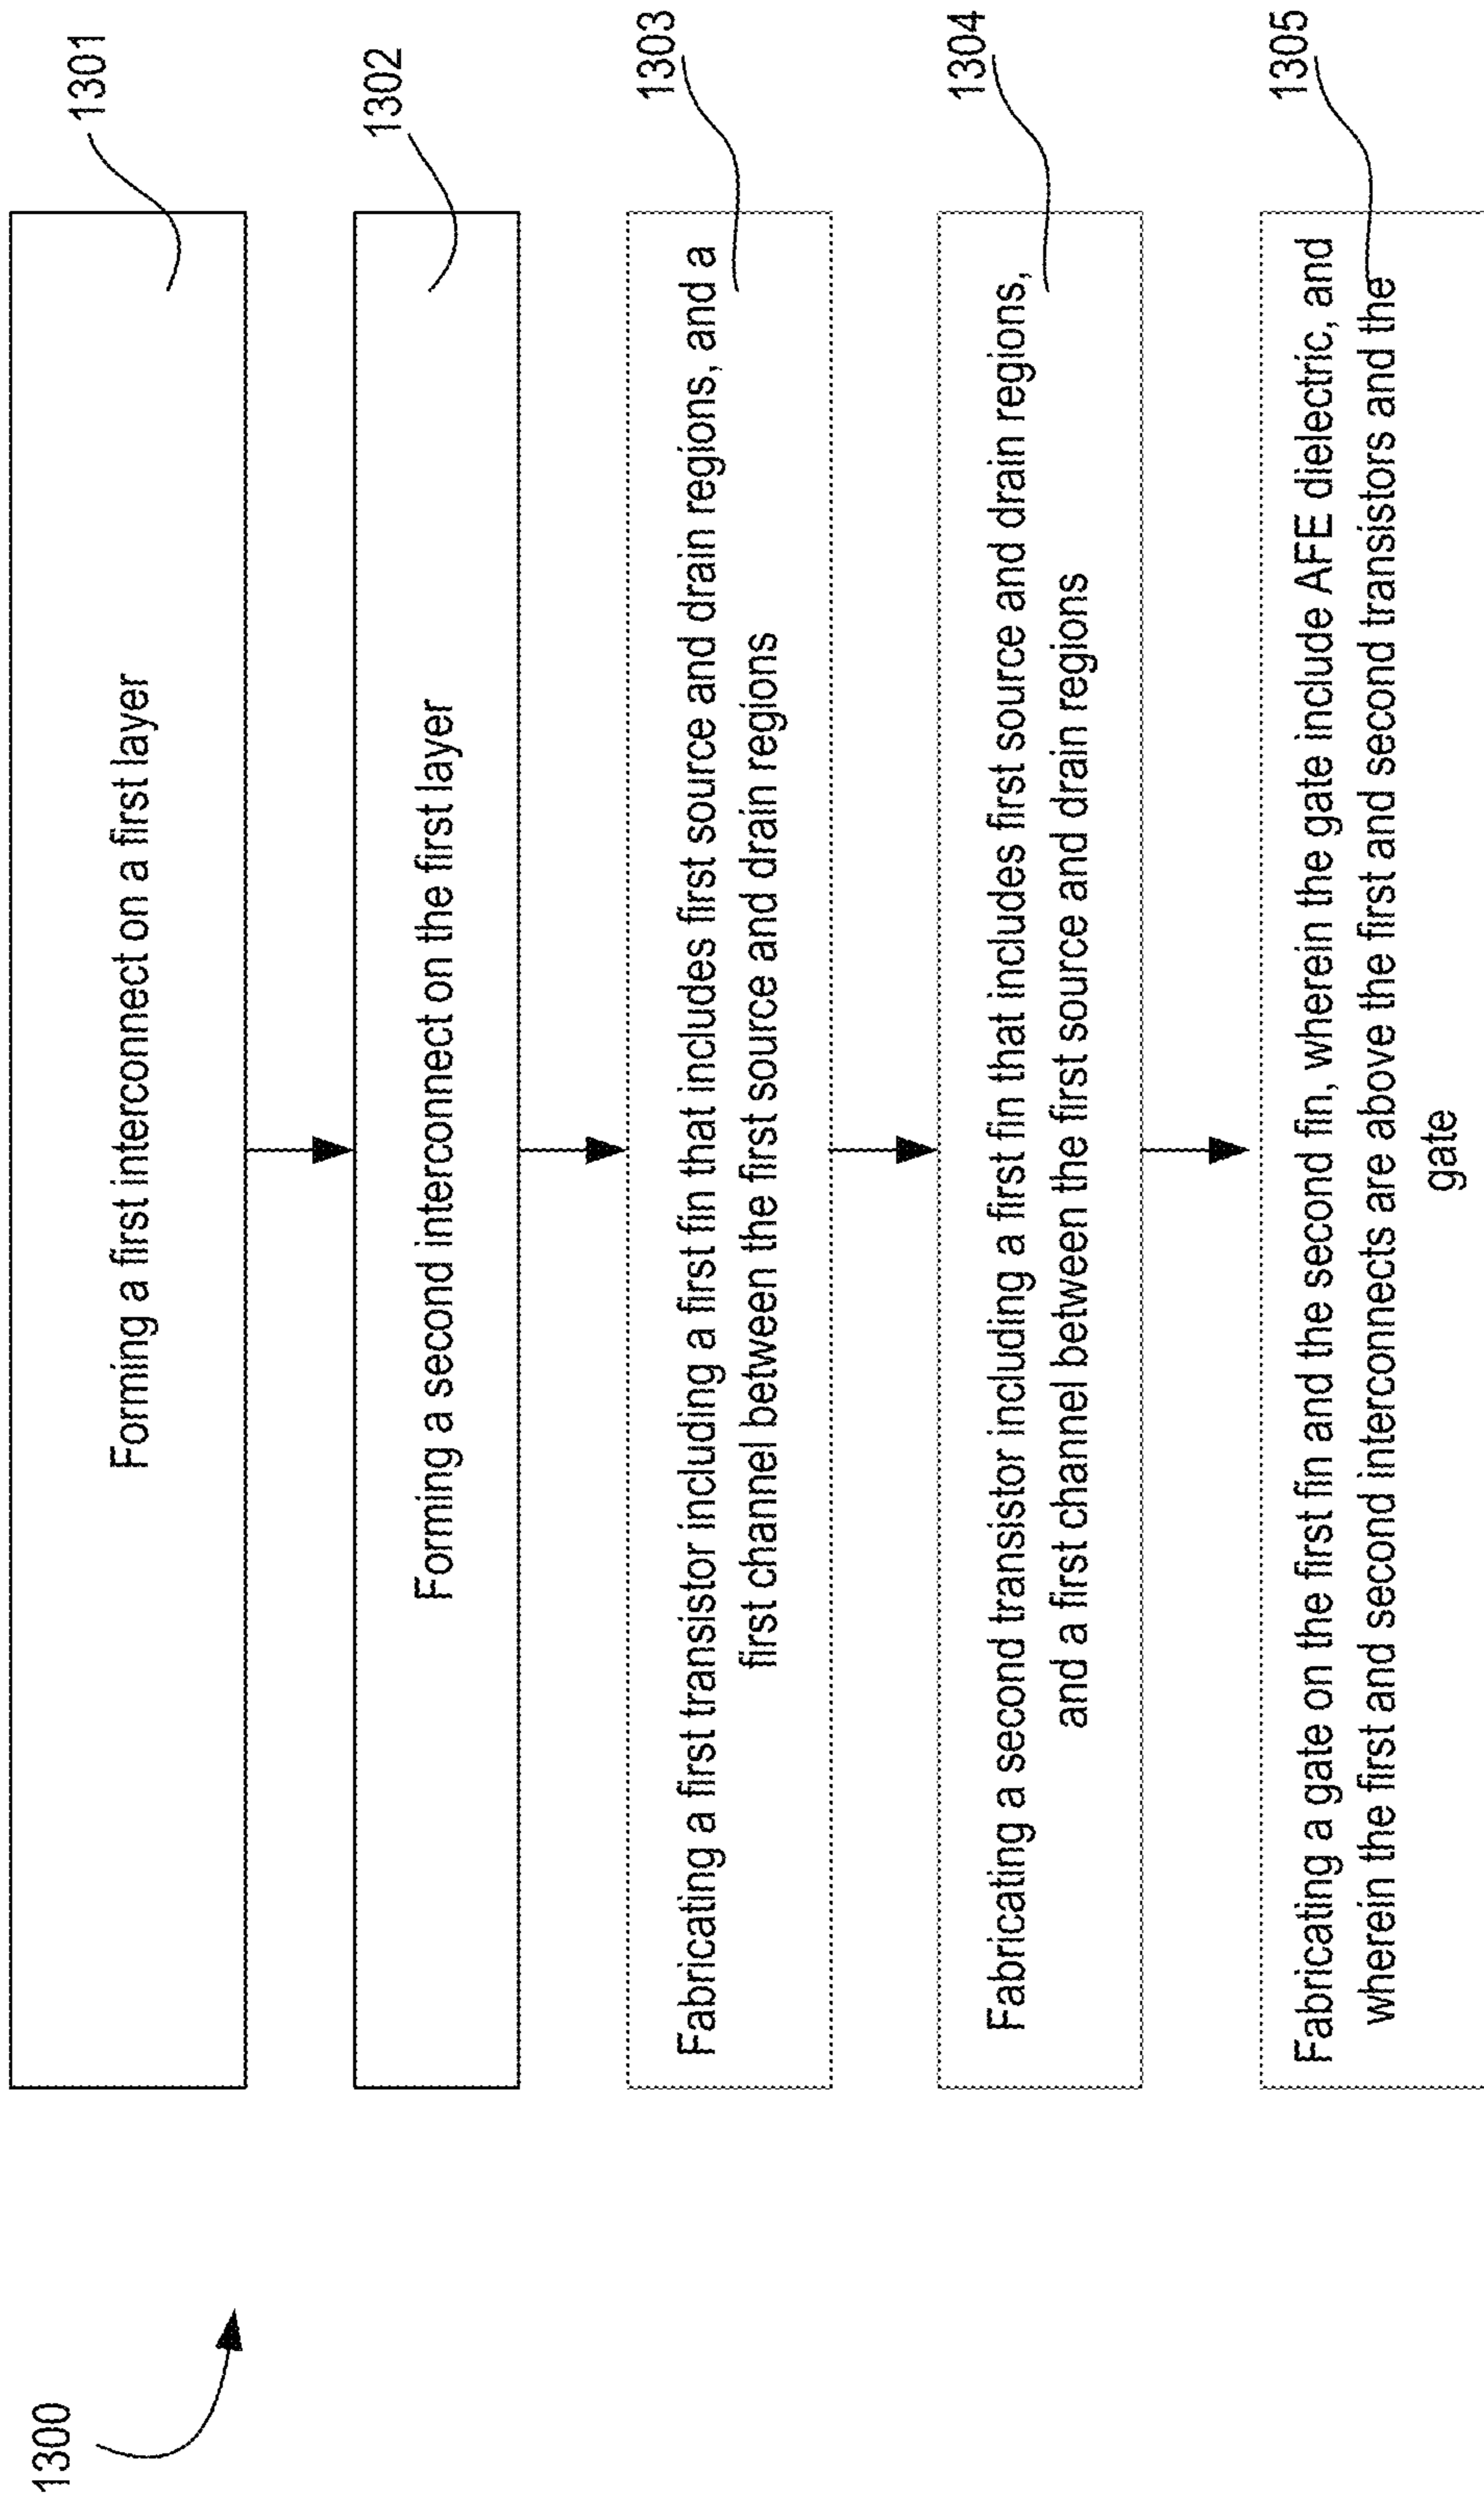 1300
Forming a first interconnect on a first layer
1301
Forming a second interconnect on the first layer
1302
Fabricating a first transistor including a first fin that includes first source and drain regions, and a
first channel between the first source and drain regions
1303
Fabricating a second transistor including a first fin that includes first source and drain regions,
and a first channel between the first source and drain regions
1304
Fabricating a gate on the first fin and the second fin, wherein the gate include AFE dielectric, and
wherein the first and second interconnects are above the first and second transistors and the
gate
1305